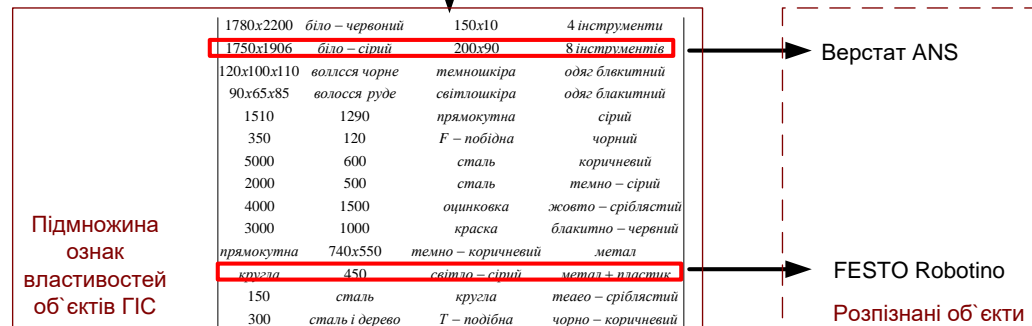 1780x2200 біло – червоний 150x10 4 інструменти
1750x1906 біло – сірий 200x90 8 інструментів
Верстат ANS
120x100x110 воллсся чорне темношкіра одяг блвкитний
90x65x85 волосся руде світлошкіра одяг блакитний
1510 1290 прямокутна сірий
350 120 F – побідна чорний
5000 600 сталь коричневий
2000 500 сталь темно – сірий
4000 1500 оцинковка жовто – сріблястий
3000 1000 краска блакитно – червний
прямокутна 740x550 темно – коричневий метал
кругла 450 світло – сірий метал + пластик
FESTO Robotino
150 сталь кругла теаео – сріблястий
300 сталь і дерево T – подібна чорно – коричневий
Підмножина
ознак
властивостей
об`єктів ГІС
Розпізнані об`єкти